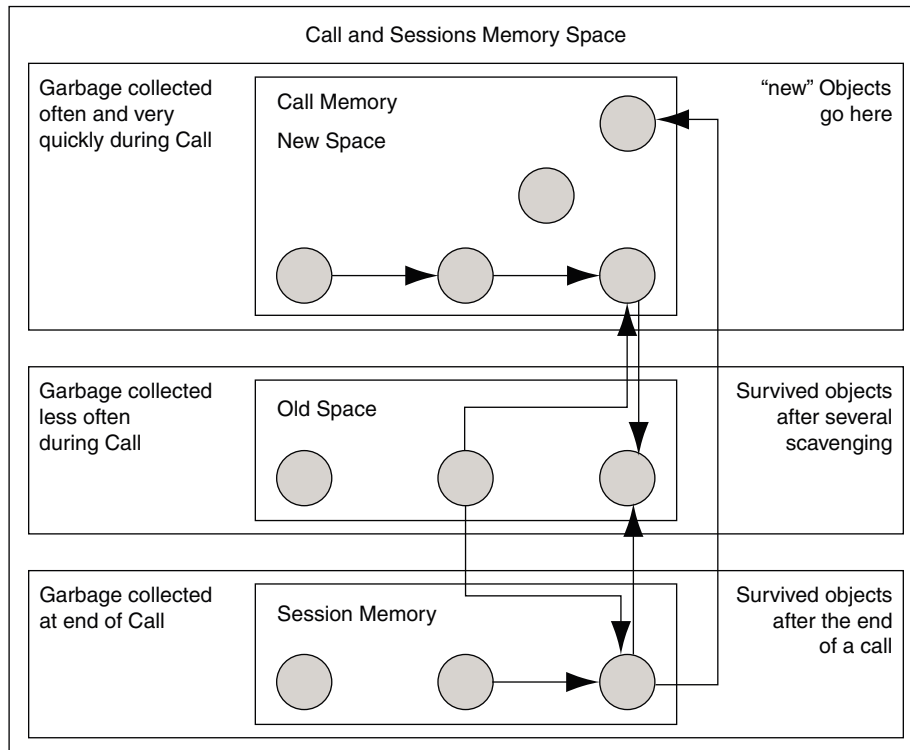 Call and Sessions Memory Space
Garbage collected
often and very
quickly during Call
Call Memory
New Space
“new” Objects
go here
Garbage collected
less often
during Call
Old Space
Survived objects
after several
scavenging
Garbage collected
at end of Call
Session Memory
Survived objects
after the end
of a call